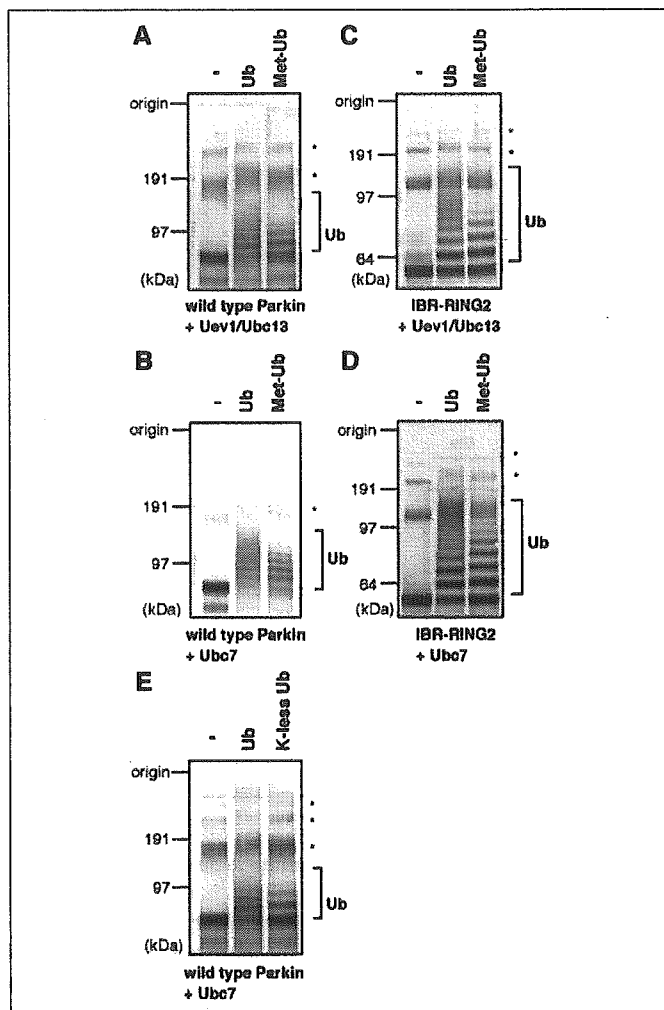 A
- Ub Met-Ub
origin
*
191
*
97
Ub
(kDa)
wild type Parkin
+ Uev1/Ubc13
C
- Ub Met-Ub
origin
*
191
*
97
Ub
64
(kDa)
IBR-RING2
+ Uev1/Ubc13
B
- Ub Met-Ub
origin
191
*
97
Ub
(kDa)
wild type Parkin
+ Ubc7
D
- Ub Met-Ub
origin
*
*
191
97
Ub
64
(kDa)
IBR-RING2
+ Ubc7
E
- Ub K-less Ub
origin
*
*
191
*
97
Ub
(kDa)
wild type Parkin
+ Ubc7